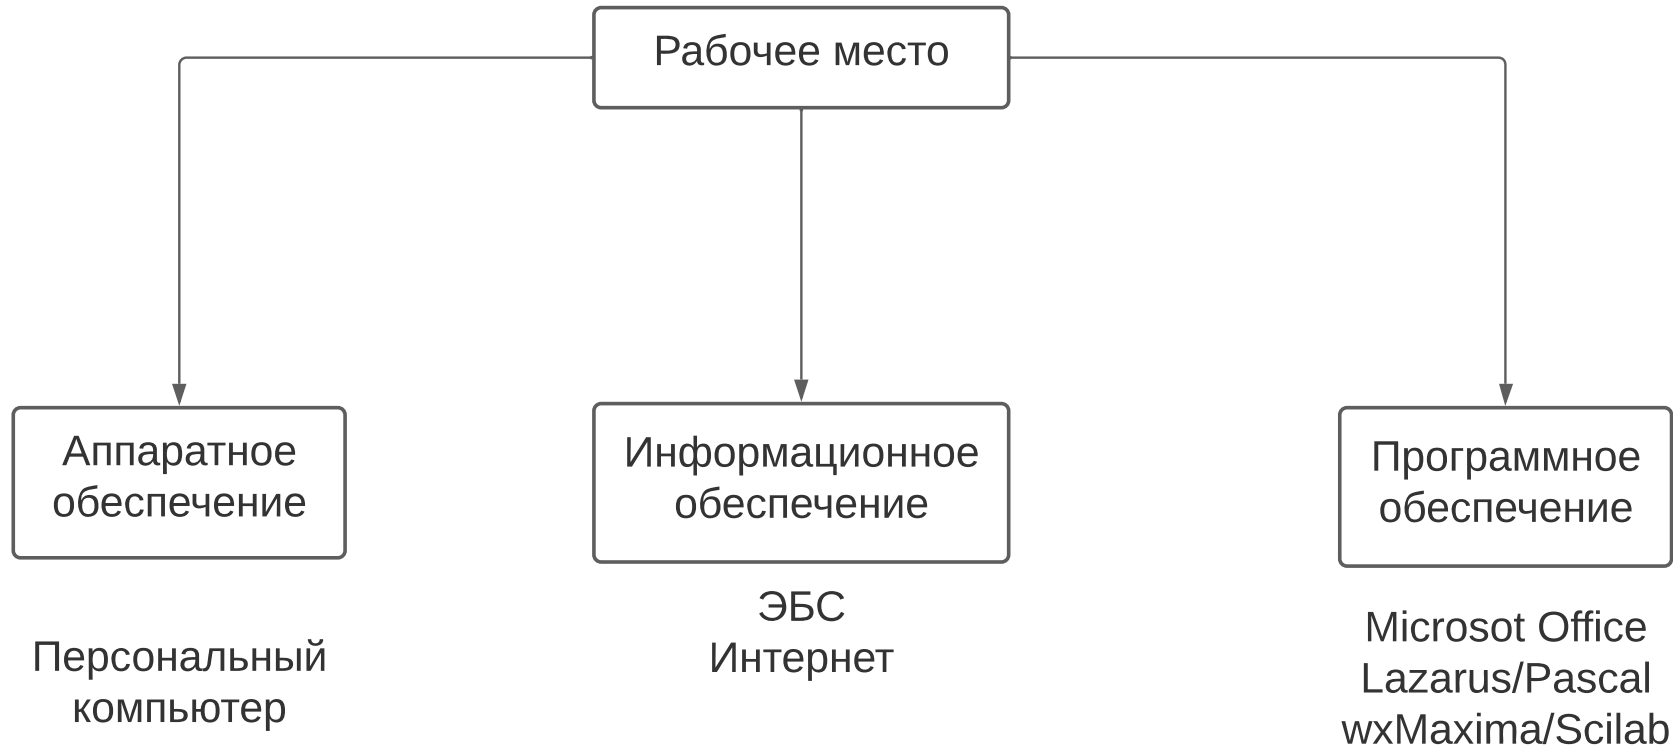 Рабочее место
Аппаратное
обеспечение
Персональный
компьютер
Информационное
обеспечение
ЭБС
Интернет
Программное
обеспечение
Microsot Office
Lazarus/Pascal
wxMaxima/Scilab